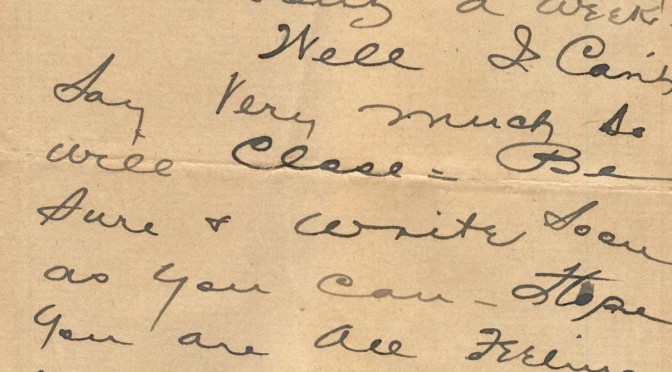 a week
Well I Can't
Say Very much so
will Close = Be
Sure & write Soon
as you can - Hope
you are All Feeling